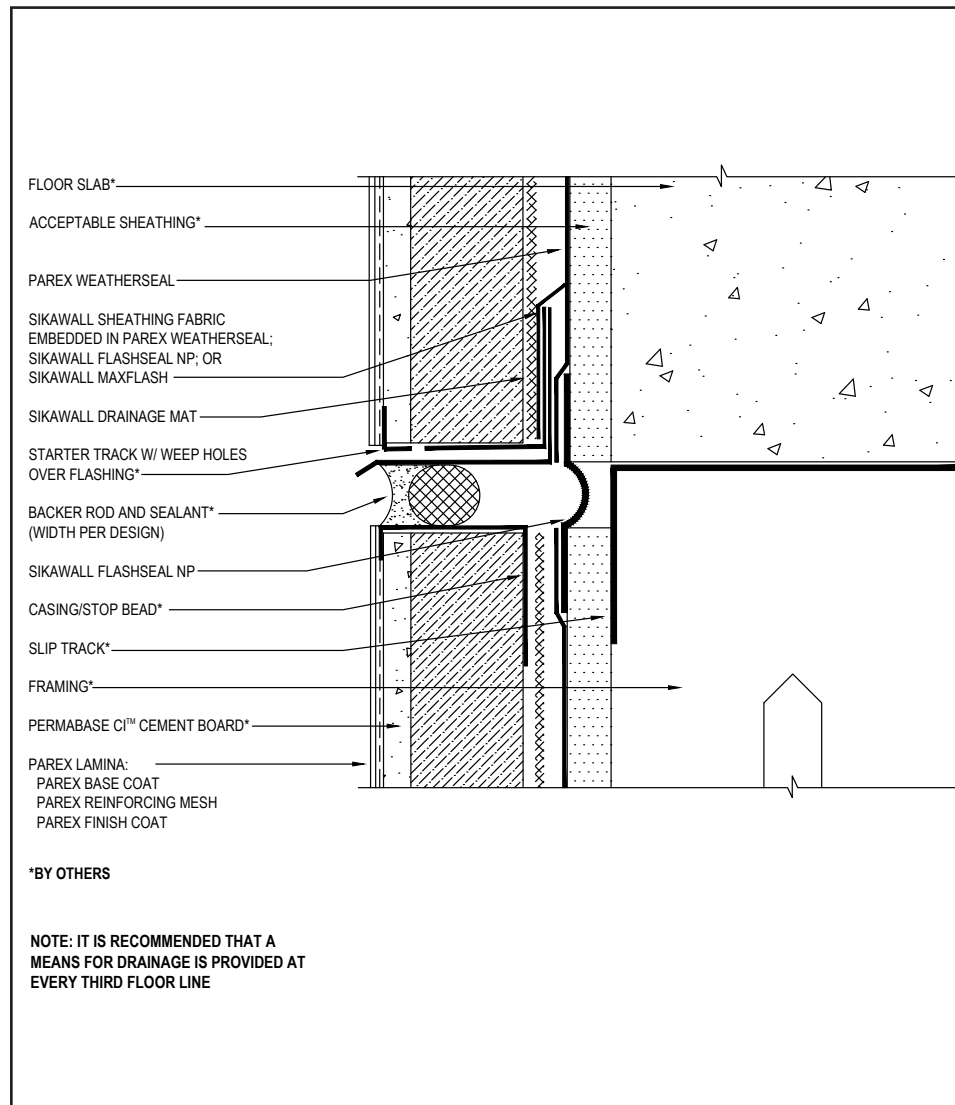 FLOOR SLAB*
ACCEPTABLE SHEATHING*
PAREX WEATHERSEAL
SIKAWALL SHEATHING FABRIC
EMBEDDED IN PAREX WEATHERSEAL;
SIKAWALL FLASHSEAL NP; OR
SIKAWALL MAXFLASH
SIKAWALL DRAINAGE MAT
STARTER TRACK W/ WEEP HOLES
OVER FLASHING*
BACKER ROD AND SEALANT*
(WIDTH PER DESIGN)
SIKAWALL FLASHSEAL NP
CASING/STOP BEAD*
SLIP TRACK*
FRAMING*
PERMABASE CI™ CEMENT BOARD*
PAREX LAMINA:
PAREX BASE COAT
PAREX REINFORCING MESH
PAREX FINISH COAT
*BY OTHERS
NOTE: IT IS RECOMMENDED THAT A
MEANS FOR DRAINAGE IS PROVIDED AT
EVERY THIRD FLOOR LINE